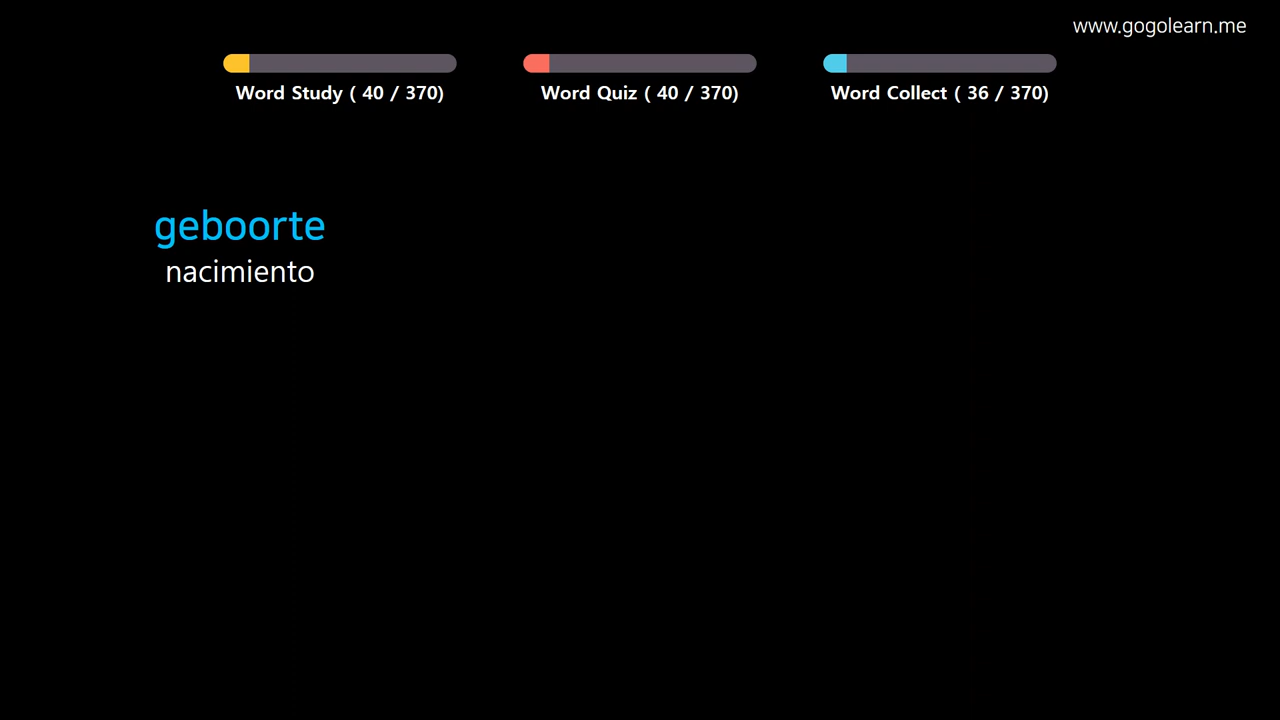 www.gogolearn.me
Word Study ( 40 / 370)
Word Quiz ( 40 / 370)
Word Collect ( 36 / 370)
geboorte
nacimiento